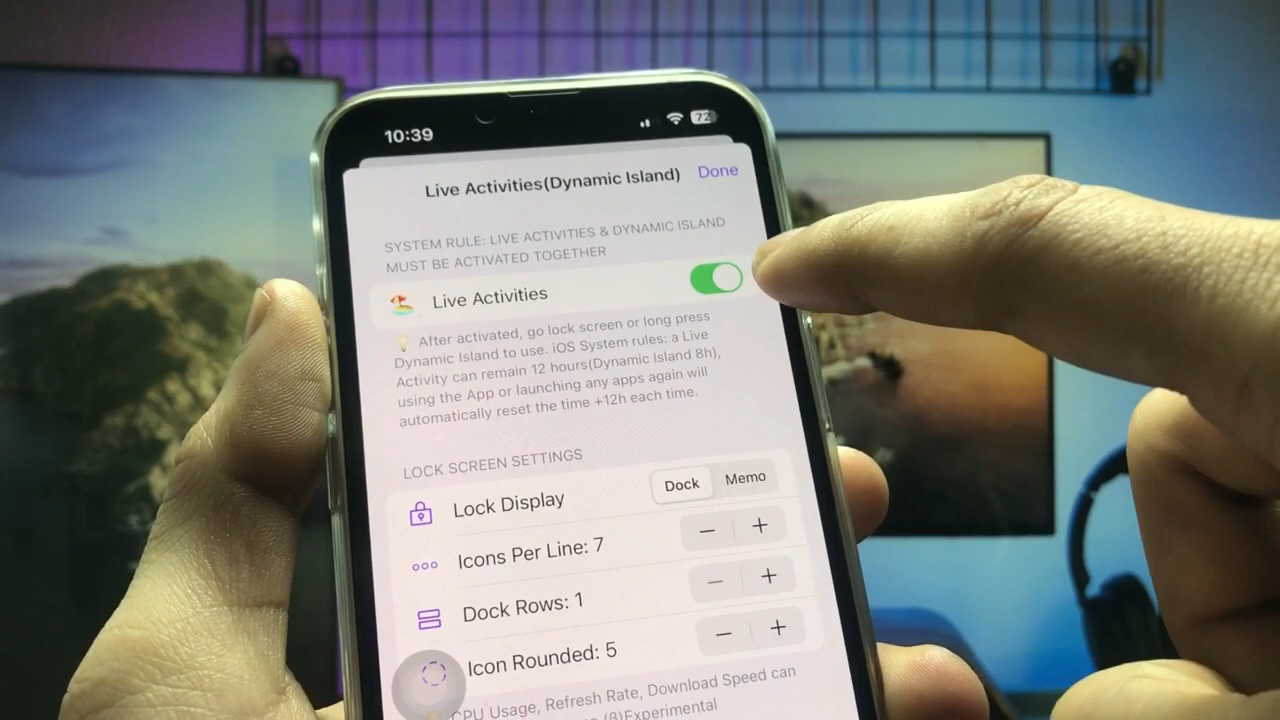 10:39
72
Live Activities(Dynamic Island)
Done
SYSTEM RULE: LIVE ACTIVITIES & DYNAMIC ISLAND
MUST BE ACTIVATED TOGETHER
Live Activities
After activated, go lock screen or long press
Dynamic Island to use. iOS System rules: a Live
Activity can remain 12 hours(Dynamic Island 8h),
using the App or launching any apps again will
automatically reset the time +12h each time.
LOCK SCREEN SETTINGS
Lock Display
Dock
Memo
Icons Per Line: 7
− +
Dock Rows: 1
− +
Icon Rounded: 5
− +
CPU Usage, Refresh Rate, Download Speed can
(β)Experimental